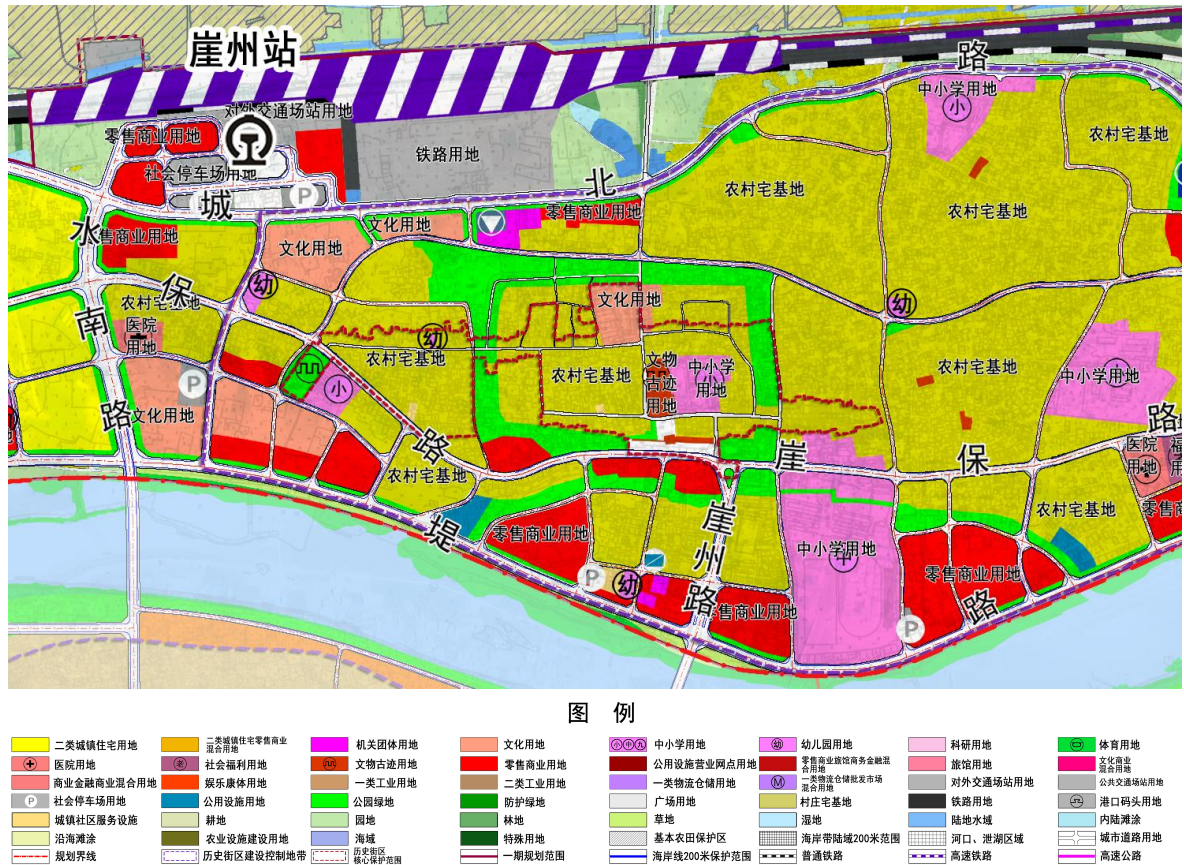 崖州站
路
中小学用地
小
对外交通场站用地
零售商业用地
农村宅基地
铁路用地
社会停车场用地
农村宅基地
P
城
北
零售商业用地
农村宅基地
文化用地
水
售商业用地
文化用地
保
幼
农村宅基地
文化用地
幼
南
医院
用地
幼
农村宅基地
农村宅基地
文物
古迹
用地
中小学
用地
农村宅基地
中小学用地
小
P
小
路
文化用地
路
路
崖
保
医院
用地
福
农村宅基地
崖
州
路
堤
零售商业用地
中小学用地
中
农村宅基地
零售商
零售商业用地
P
幼
零售商业用地
路
P
图 例
二类城镇住宅用地
二类城镇住宅零售商业
混合用地
机关团体用地
文化用地
小 中 九 中小学用地
幼 幼儿园用地
科研用地
体育用地
医院用地
老 社会福利用地
文物古迹用地
零售商业用地
公用设施营业网点用地
零售商业旅馆商务金融混
合用地
旅馆用地
文化商业
混合用地
商业金融商业混合用地
娱乐康体用地
一类工业用地
二类工业用地
一类物流仓储用地
M 一类物流仓储批发市场
混合用地
对外交通场站用地
公共交通场站用地
P 社会停车场用地
公用设施用地
公园绿地
防护绿地
广场用地
村庄宅基地
铁路用地
港口码头用地
城镇社区服务设施
耕地
园地
林地
草地
湿地
陆地水域
内陆滩涂
沿海滩涂
农业设施建设用地
海域
特殊用地
基本农田保护区
海岸带陆域200米范围
河口、泄湖区域
城市道路用地
规划界线
历史街区建设控制地带
历史街区
核心保护范围
一期规划范围
海岸线200米保护范围
普通铁路
高速铁路
高速公路